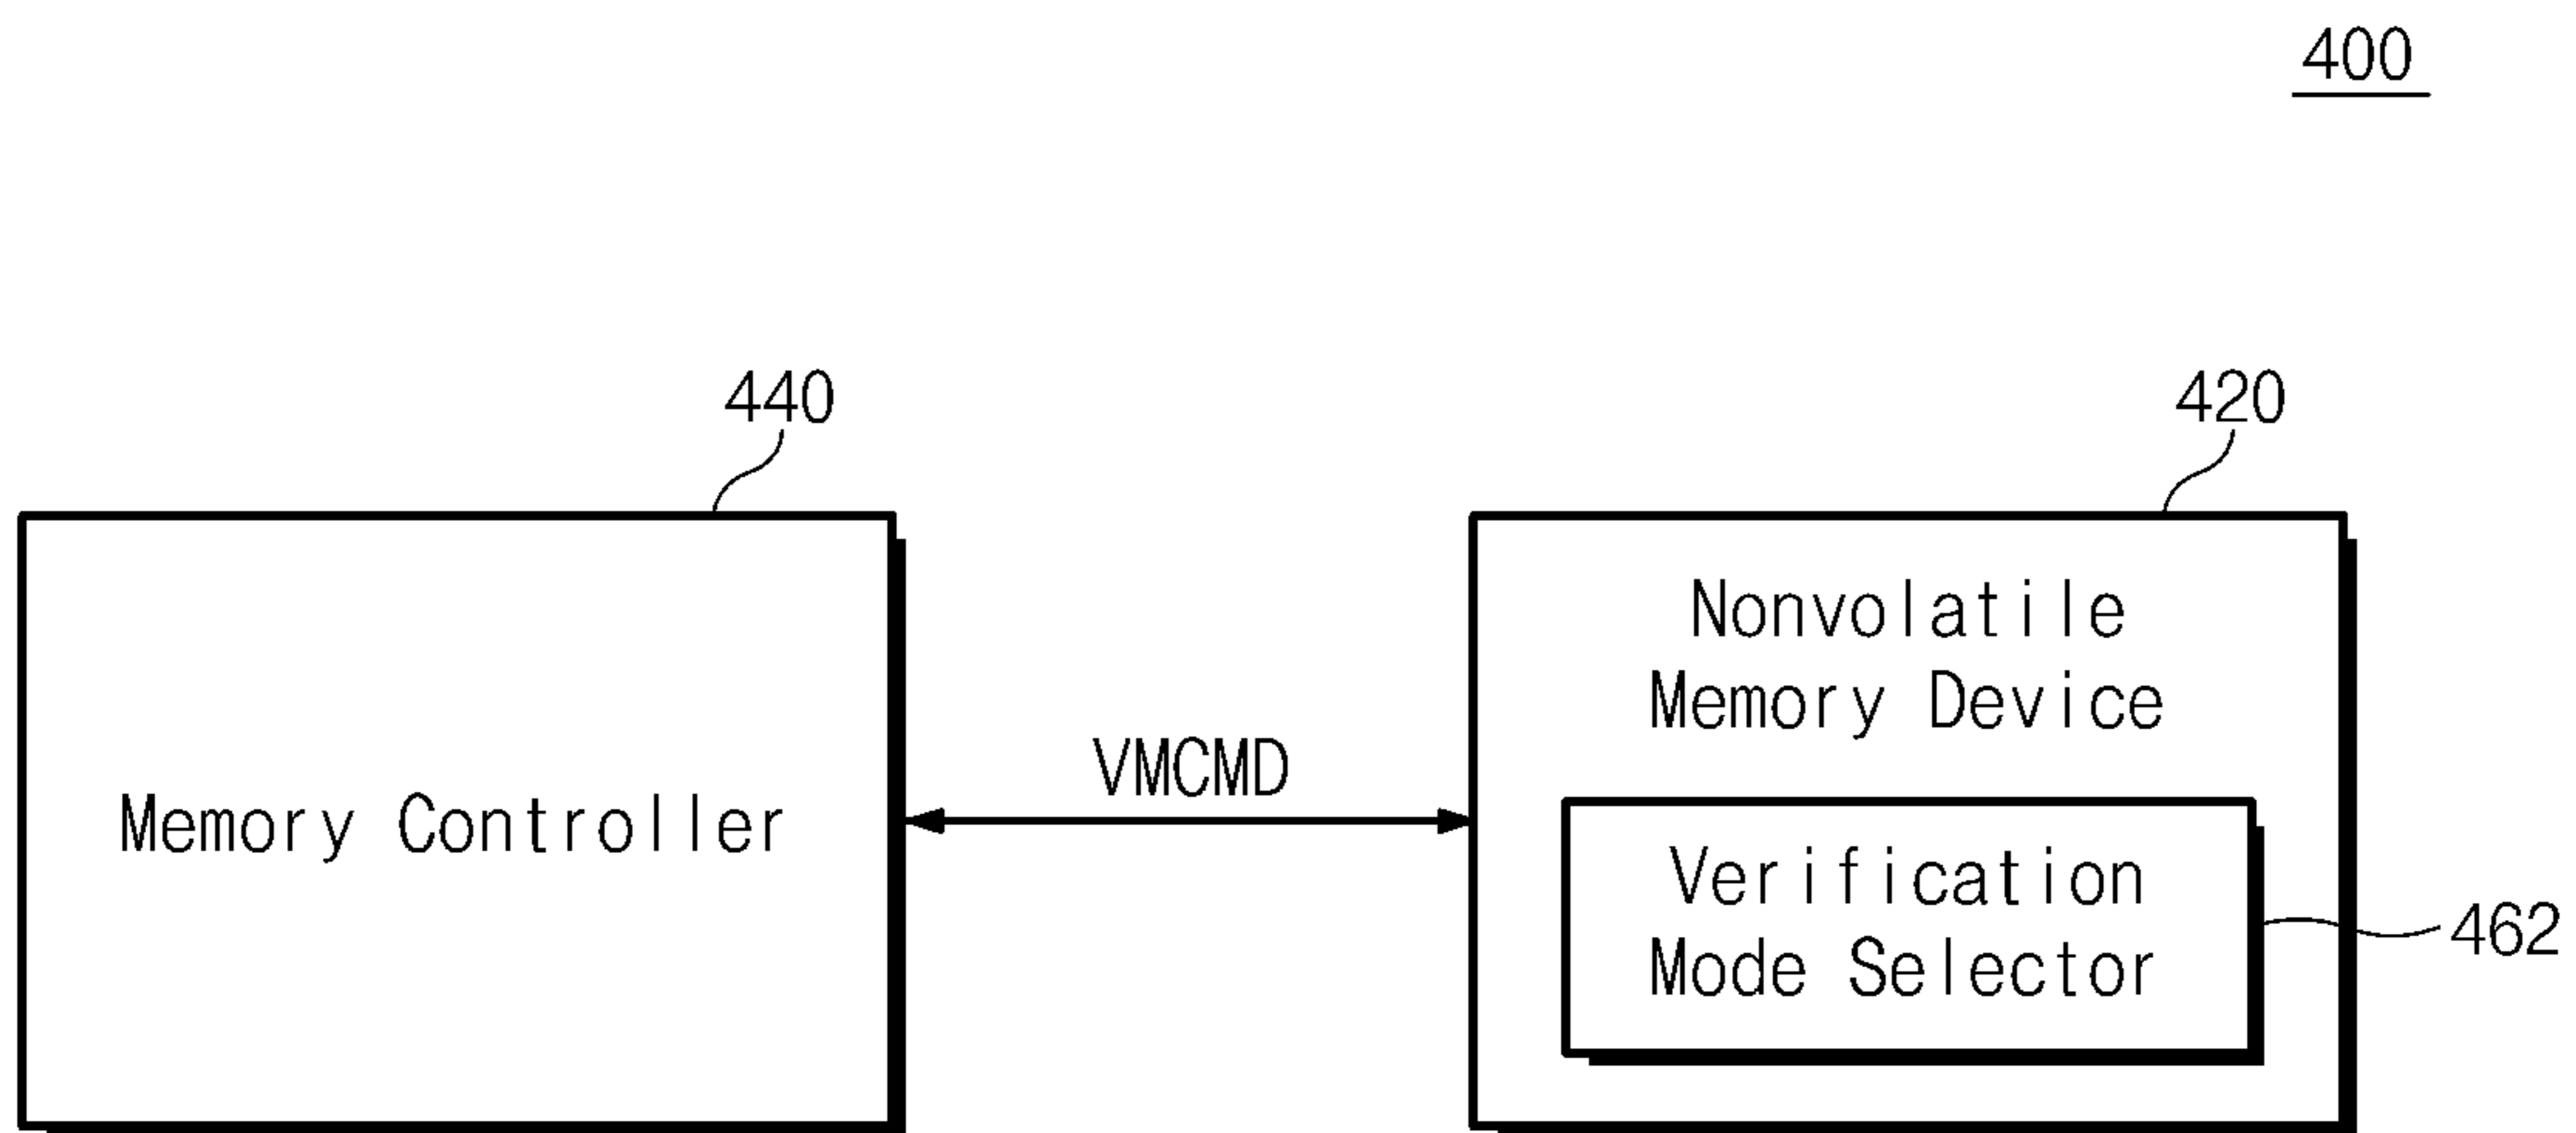 400
440
420
Memory Controller
VMCMD
Nonvolatile
Memory Device
Verification
Mode Selector
462